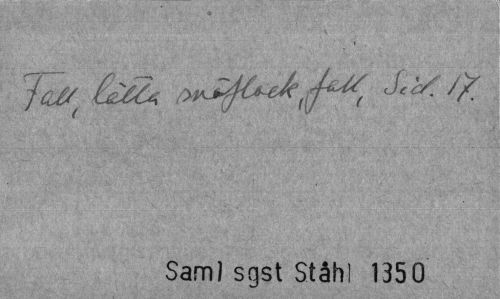 Fall, lätta snöflock, fall, Sid. 17.
Saml sgst Ståhl 1350